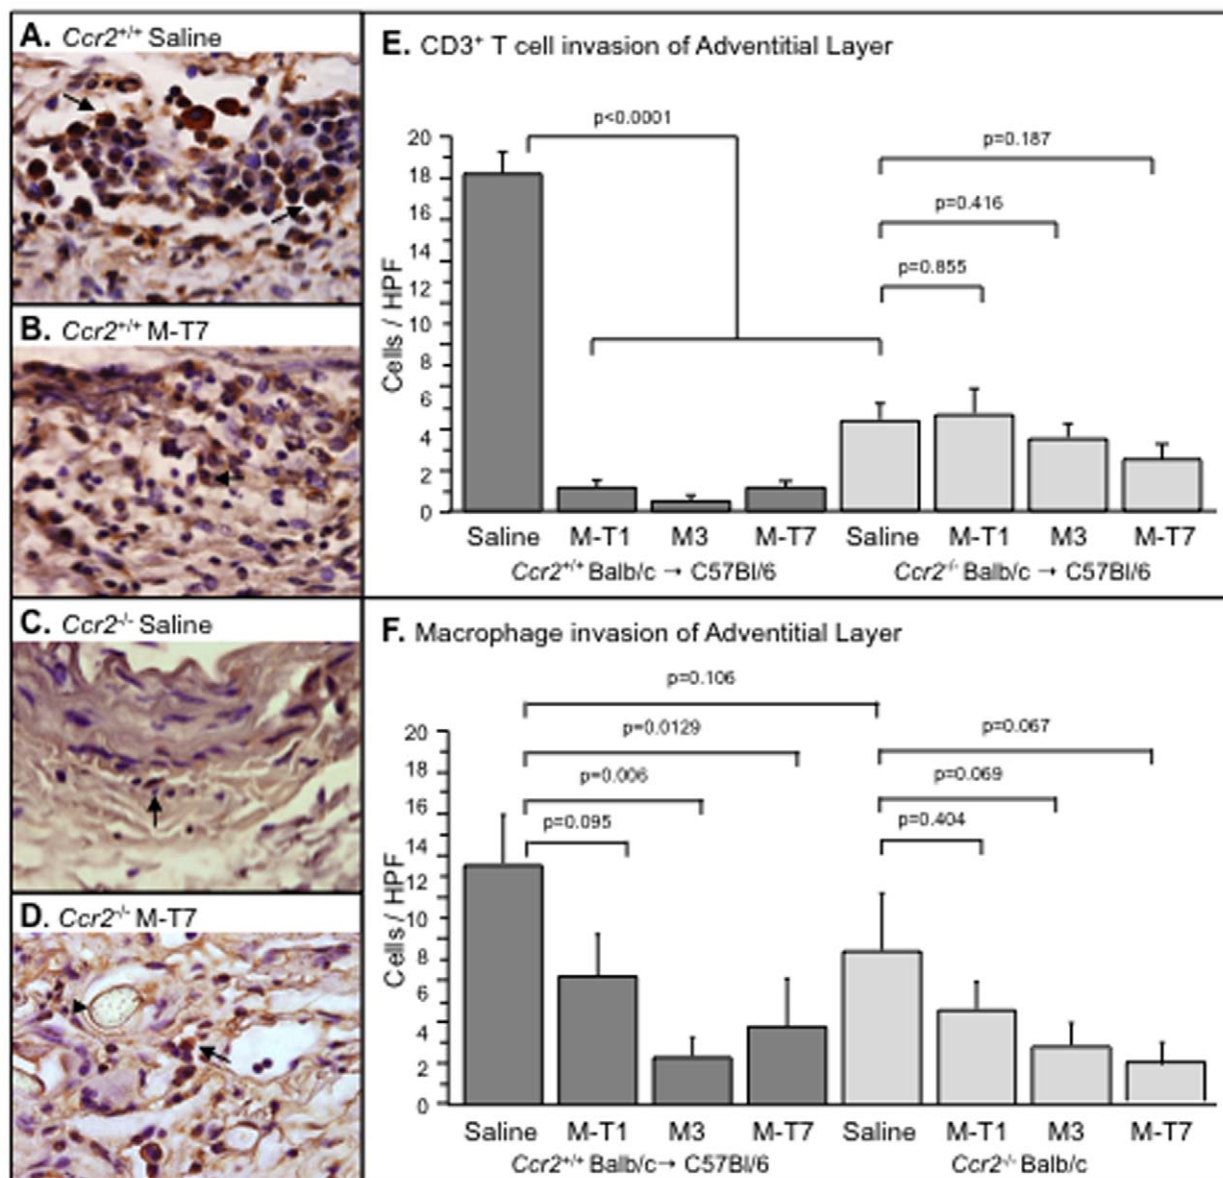 A. Ccr2+/+ Saline
B. Ccr2+/+ M-T7
C. Ccr2-/- Saline
D. Ccr2-/- M-T7
E. CD3+ T cell invasion of Adventitial Layer
p<0.0001
p=0.187
p=0.416
p=0.855
Cells / HPF
20
18
16
14
12
10
8
6
4
2
0
Saline M-T1 M3 M-T7 Saline M-T1 M3 M-T7
Ccr2+/+ Balb/c → C57Bl/6 Ccr2-/- Balb/c → C57Bl/6
F. Macrophage invasion of Adventitial Layer
p=0.106
p=0.0129
p=0.067
p=0.006
p=0.069
p=0.095
p=0.404
Cells / HPF
20
18
16
14
12
10
8
6
4
2
0
Saline M-T1 M3 M-T7 Saline M-T1 M3 M-T7
Ccr2+/+ Balb/c→ C57Bl/6 Ccr2-/- Balb/c